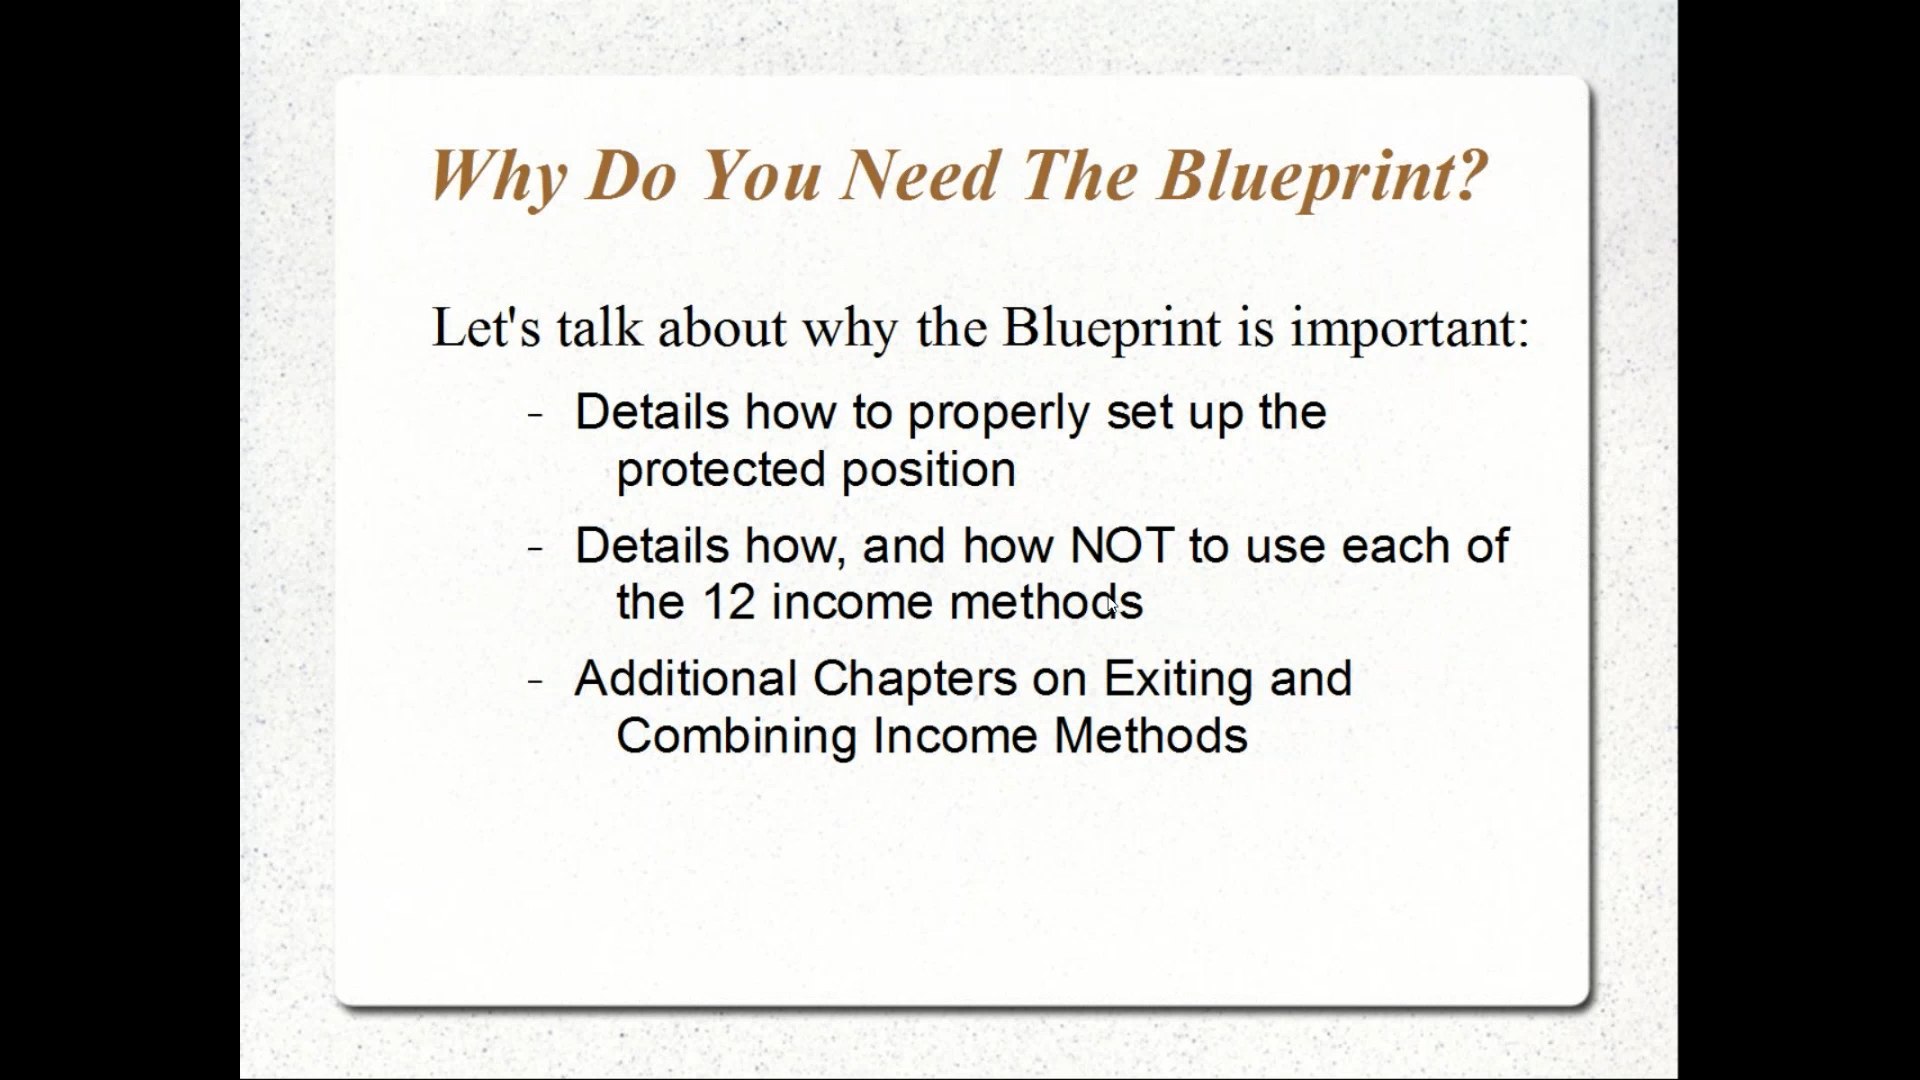 Why Do You Need The Blueprint?
Let's talk about why the Blueprint is important:
- Details how to properly set up the
protected position
- Details how, and how NOT to use each of
the 12 income methods
- Additional Chapters on Exiting and
Combining Income Methods